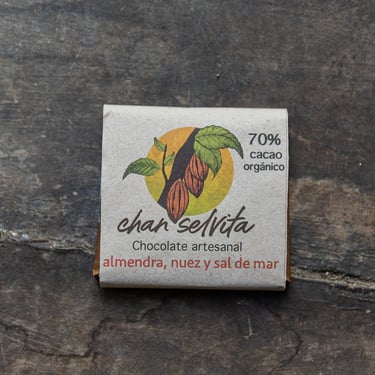 70%
cacao
orgánico
chan selvita
Chocolate artesanal
almendra, nuez y sal de mar